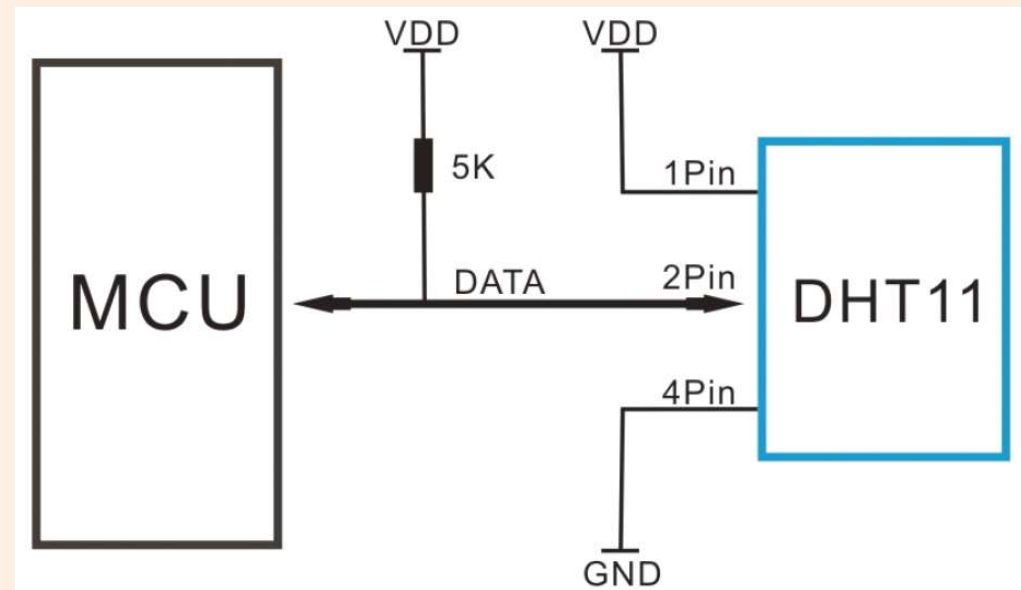 VDD
VDD
5K
1Pin
MCU
DATA
2Pin
DHT11
4Pin
GND